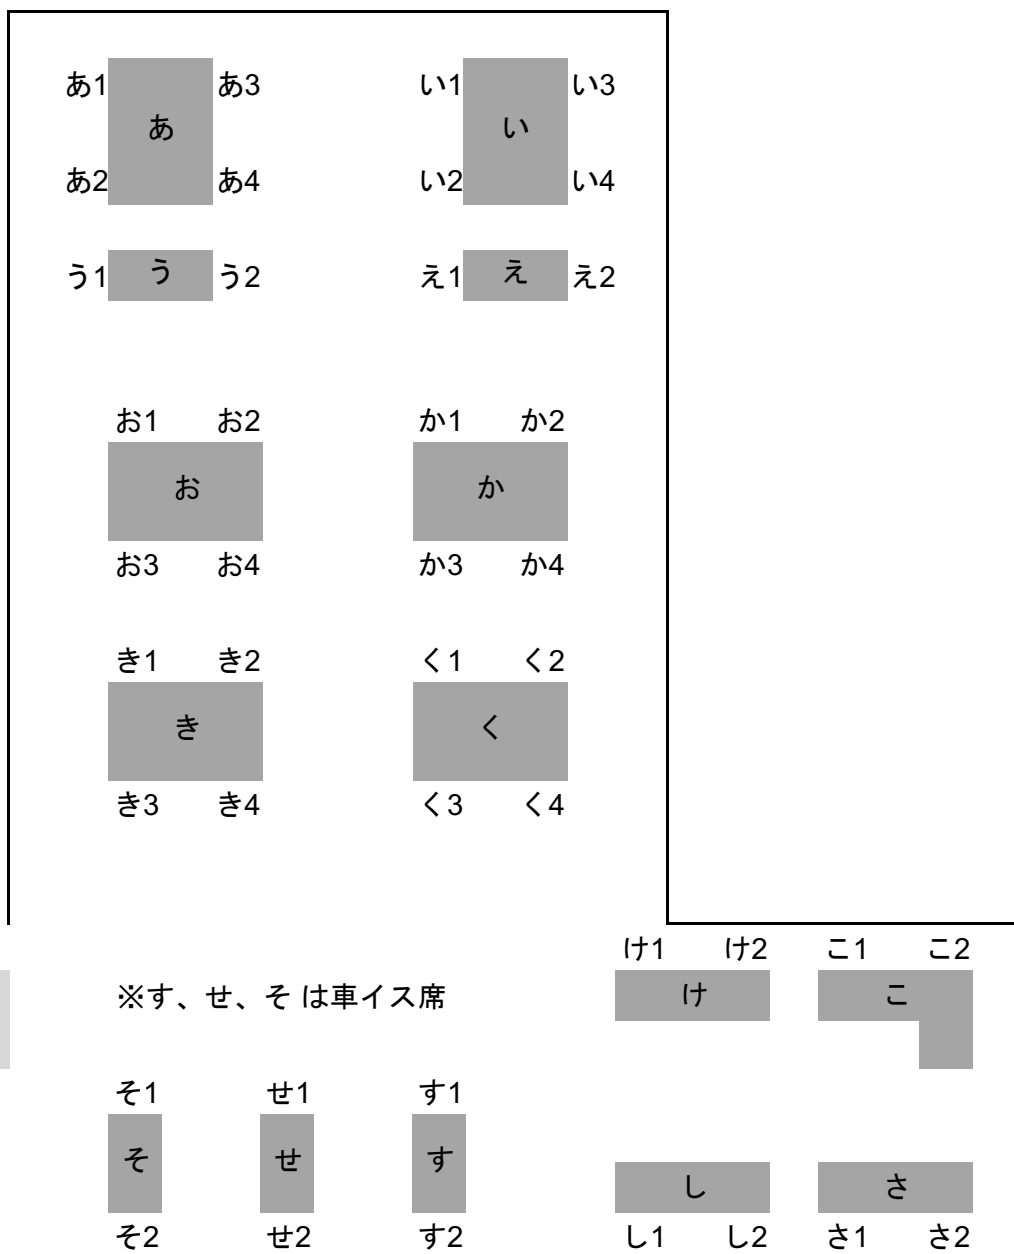 あ1 あ3 い1 い3
あ い
あ2 あ4 い2 い4
う1 う う2 え1 え え2
お1 お2 か1 か2
お か
お3 お4 か3 か4
き1 き2 く1 く2
き く
き3 き4 く3 く4
け1 け2 こ1 こ2
※す、せ、そ は車イス席 け こ
そ1 せ1 す1
そ せ す
し さ
そ2 せ2 す2 し1 し2 さ1 さ2